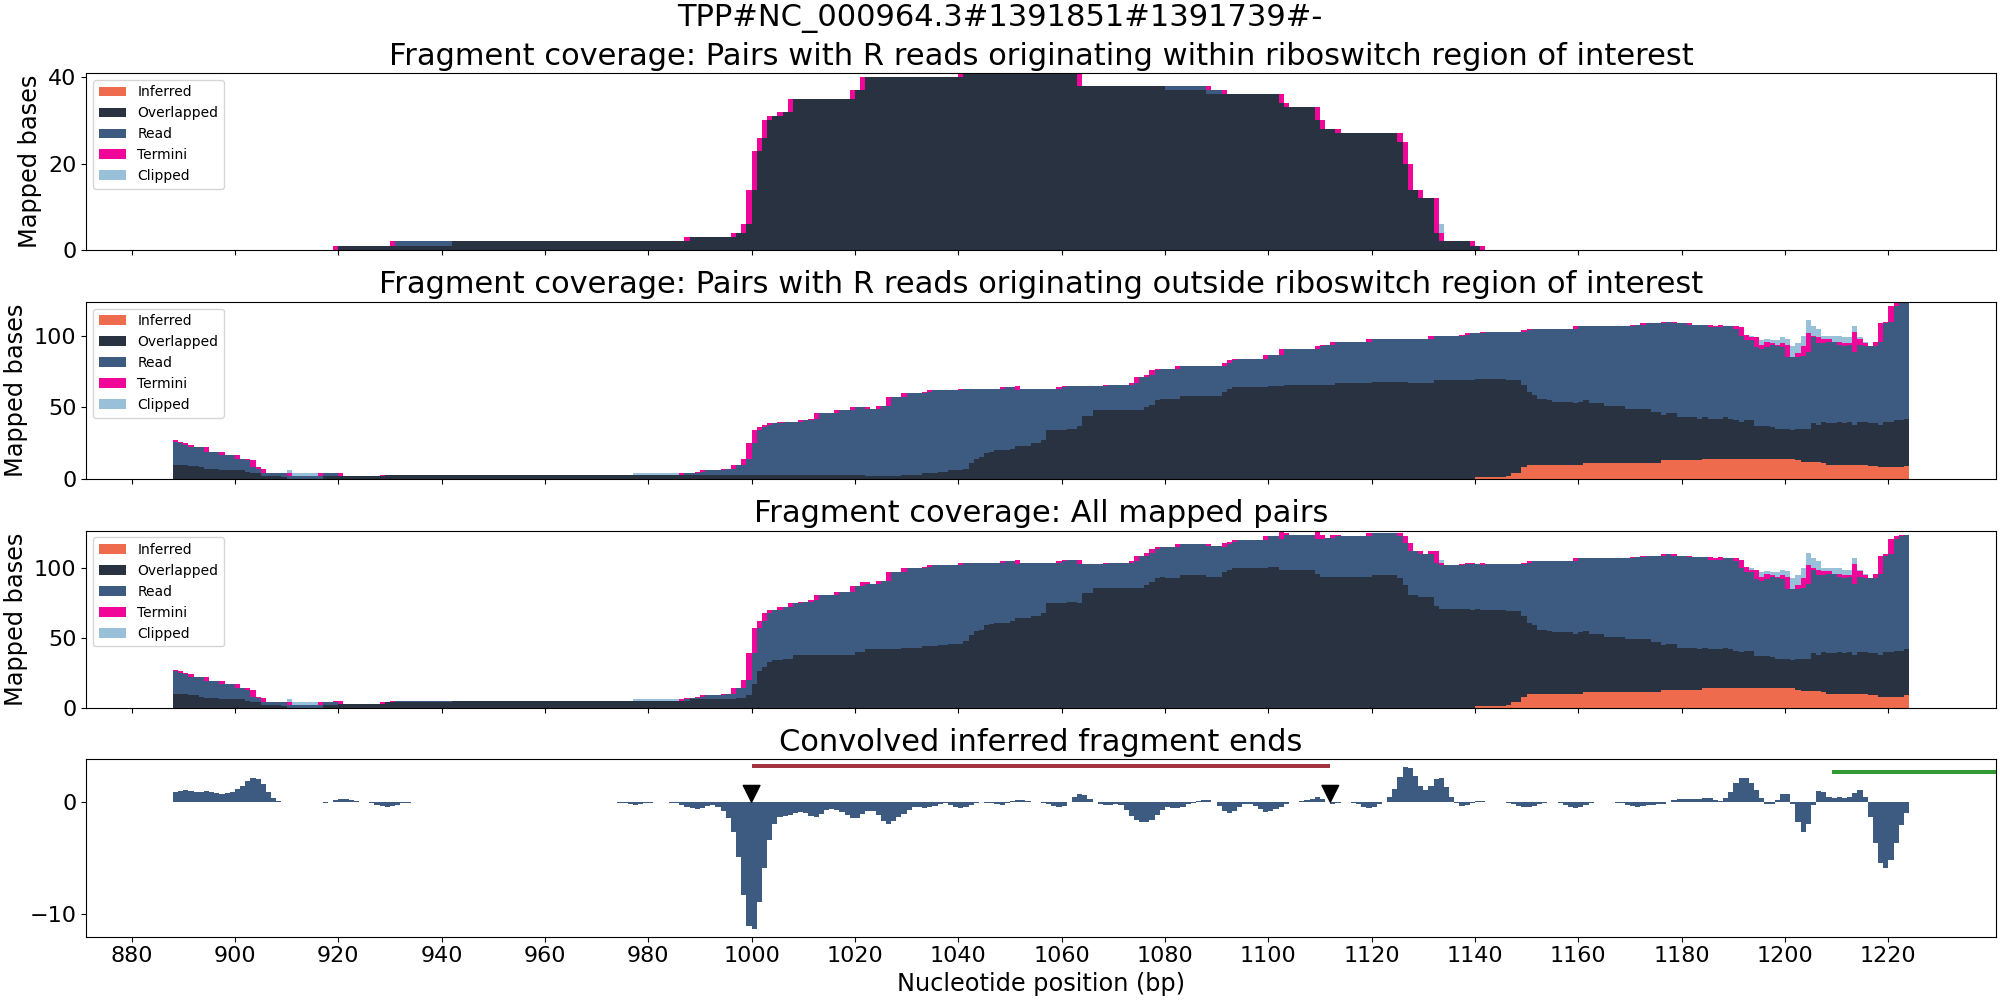 TPP#NC_000964.3#1391851#1391739#-
Fragment coverage: Pairs with R reads originating within riboswitch region of interest
Mapped bases
40
20
0
Inferred
Overlapped
Read
Termini
Clipped
Fragment coverage: Pairs with R reads originating outside riboswitch region of interest
Mapped bases
100
50
0
Inferred
Overlapped
Read
Termini
Clipped
Fragment coverage: All mapped pairs
Mapped bases
100
50
0
Inferred
Overlapped
Read
Termini
Clipped
Convolved inferred fragment ends
0
−10
880 900 920 940 960 980 1000 1020 1040 1060 1080 1100 1120 1140 1160 1180 1200 1220
Nucleotide position (bp)